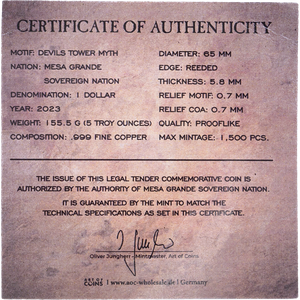 CERTIFICATE OF AUTHENTICITY
MOTIF: DEVILS TOWER MYTH
NATION: MESA GRANDE
SOVEREIGN NATION
DENOMINATION: 1 DOLLAR
YEAR: 2023
WEIGHT: 155,5 G (5 TROY OUNCES)
COMPOSITION: .999 FINE COPPER
DIAMETER: 65 MM
EDGE: REEDED
THICKNESS: 5.8 MM
RELIEF MOTIF: 0.7 MM
RELIEF COA: 0.7 MM
QUALITY: PROOFLIKE
MAX MINTAGE: 1,500 PCS.
THE ISSUE OF THIS LEGAL TENDER COMMEMORATIVE COIN IS
AUTHORIZED BY THE AUTHORITY OF MESA GRANDE SOVEREIGN NATION.
IT IS GUARANTEED BY THE MINT TO MATCH THE
TECHNICAL SPECIFICATIONS AS SET IN THIS CERTIFICATE.
Oliver Jungherr - Mintmaster, Art of Coins
ART OF
COINS | www.aoc-wholesale.de | Germany